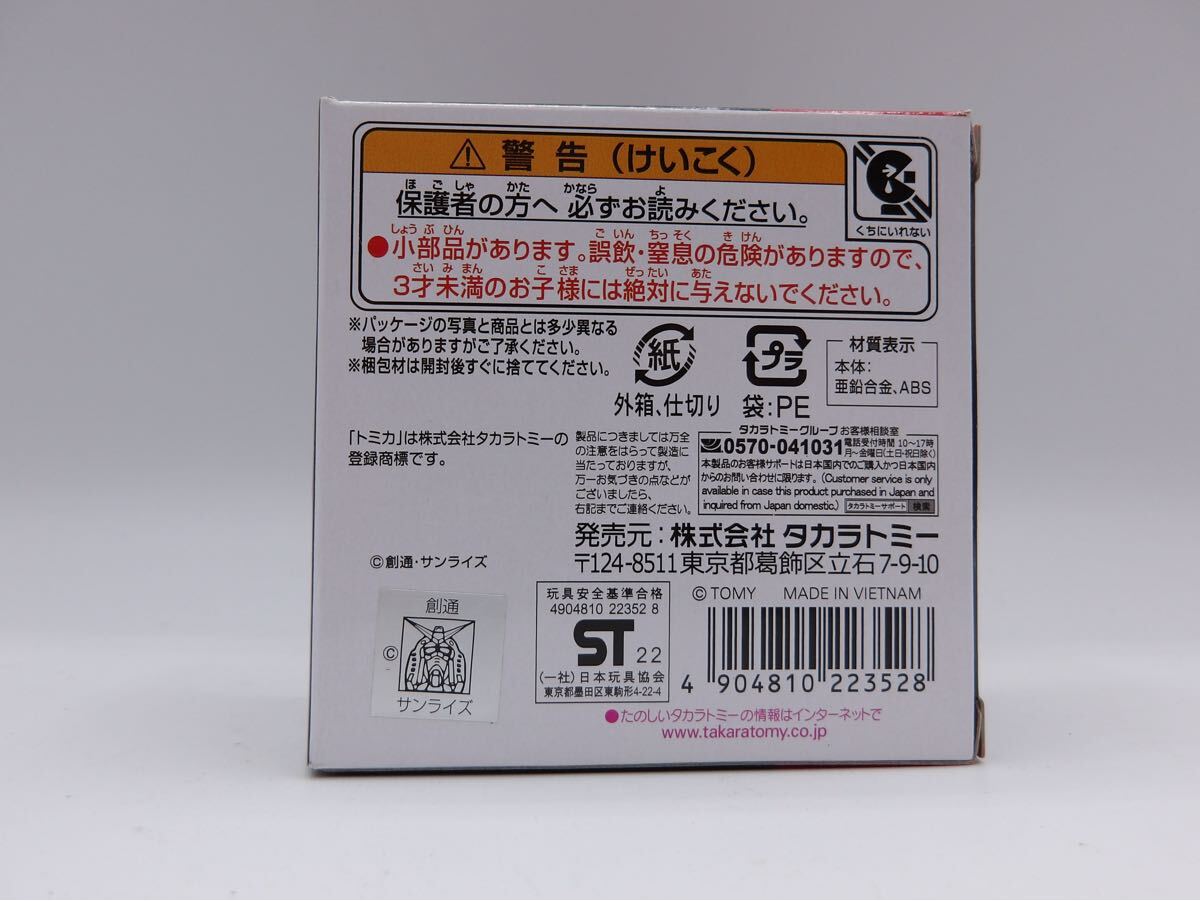 ⚠ 警告 (けいこく)
保護者の方へ 必ずお読みください。
ほごしゃ かた かなら よ
くちにいれない
●小部品があります。誤飲・窒息の危険がありますので、
しょうぶひん ごいん ちっそく きけん
3才未満のお子様には絶対に与えないでください。
さいみまん こさま ぜったい あた
※パッケージの写真と商品とは多少異なる
場合がありますがご了承ください。
※梱包材は開封後すぐに捨ててください。
紙
外箱、仕切り
プラ
袋:PE
材質表示
本体:
亜鉛合金、ABS
「トミカ」は株式会社タカラトミーの
登録商標です。
製品につきましては万全
の注意をはらって製造に
当たっておりますが、
万一お気づきの点などが
ございましたら、
右記までご連絡ください。
タカラトミーグループ お客様相談室
0570-041031 電話受付時間 10〜17時
月〜金曜日(土日・祝日除く)
本製品のお客様サポートは日本国内でのご購入かつ日本国内
からのお問い合わせに限ります。(Customer service is only
available in case this product purchased in Japan and
inquired from Japan domestic.) タカラトミーサポート 検索
発売元:株式会社 タカラトミー
〒124-8511 東京都葛飾区立石7-9-10
©創通・サンライズ
創通
©
サンライズ
玩具安全基準合格
4904810 22352 8
ST 22
(一社)日本玩具協会
東京都墨田区東駒形4-22-4
© TOMY MADE IN VIETNAM
4 904810 223528
●たのしいタカラトミーの情報はインターネットで
www.takaratomy.co.jp